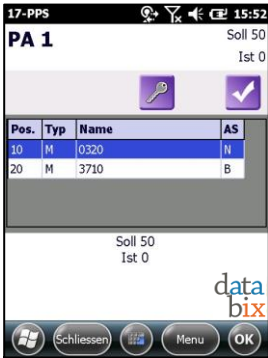 17-PPS 15:52
PA 1 Soll 50
Ist 0
Pos. Typ Name AS
10 M 0320 N
20 M 3710 B
Soll 50
Ist 0
data
bix
Schliessen Menu OK